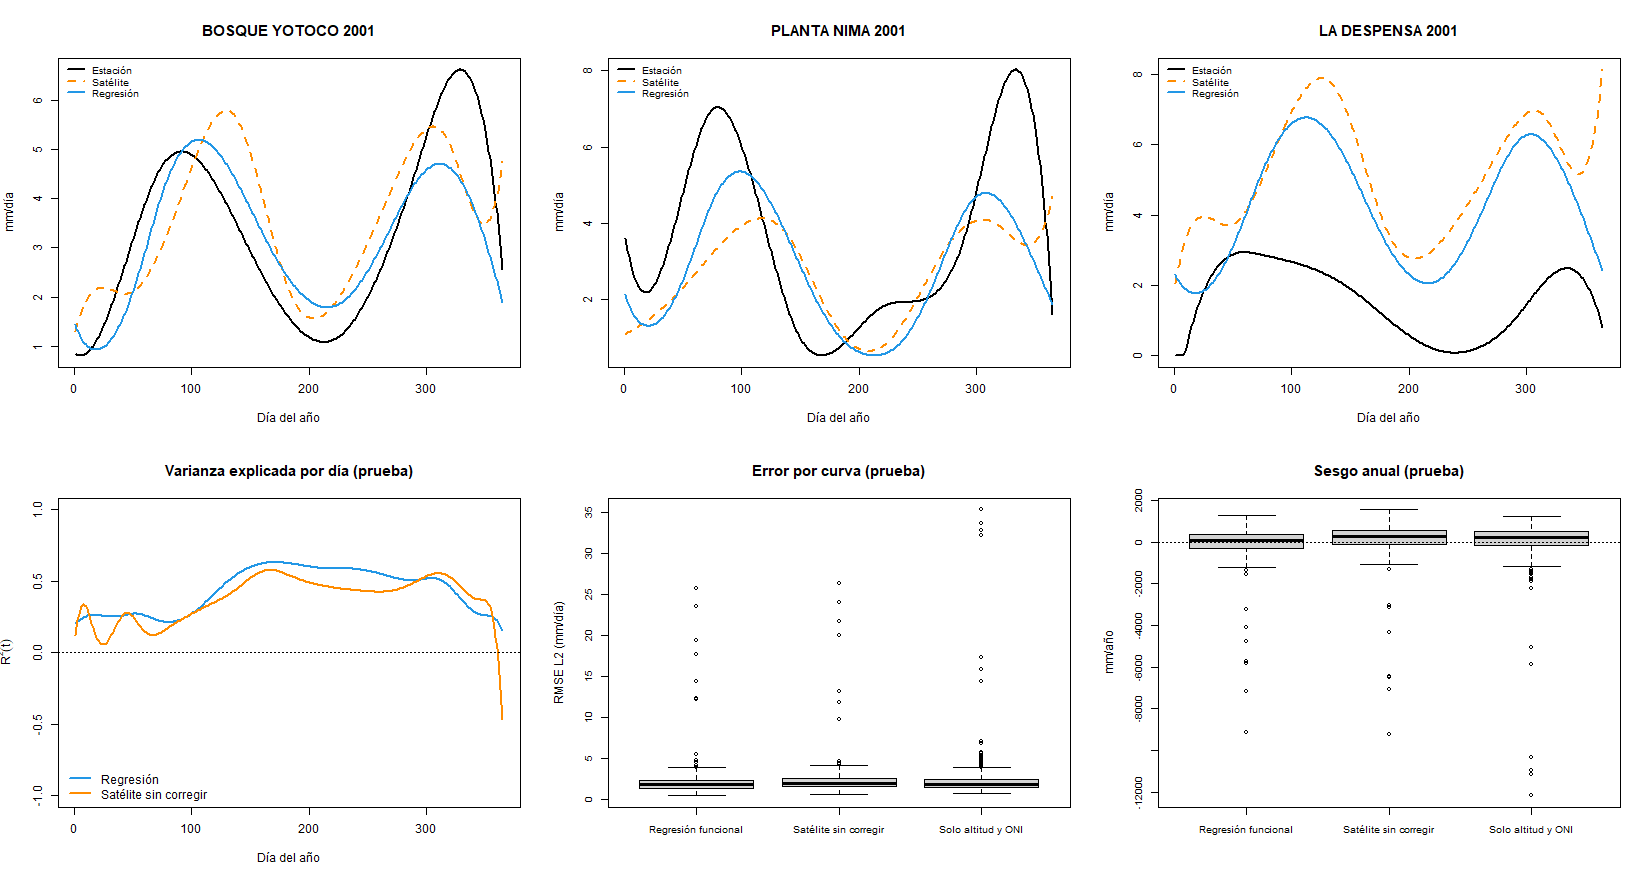 BOSQUE YOTOCO 2001
Estación
Satélite
Regresión
mm/día
1
2
3
4
5
6
0
100
200
300
Día del año
PLANTA NIMA 2001
Estación
Satélite
Regresión
mm/día
2
4
6
8
0
100
200
300
Día del año
LA DESPENSA 2001
Estación
Satélite
Regresión
mm/día
0
2
4
6
8
0
100
200
300
Día del año
Varianza explicada por día (prueba)
R²(t)
-1.0
-0.5
0.0
0.5
1.0
Regresión
Satélite sin corregir
0
100
200
300
Día del año
Error por curva (prueba)
RMSE L2 (mm/día)
0
5
10
15
20
25
30
35
Regresión funcional
Satélite sin corregir
Solo altitud y ONI
Sesgo anual (prueba)
mm/año
-12000
-8000
-6000
-4000
-2000
0
2000
Regresión funcional
Satélite sin corregir
Solo altitud y ONI